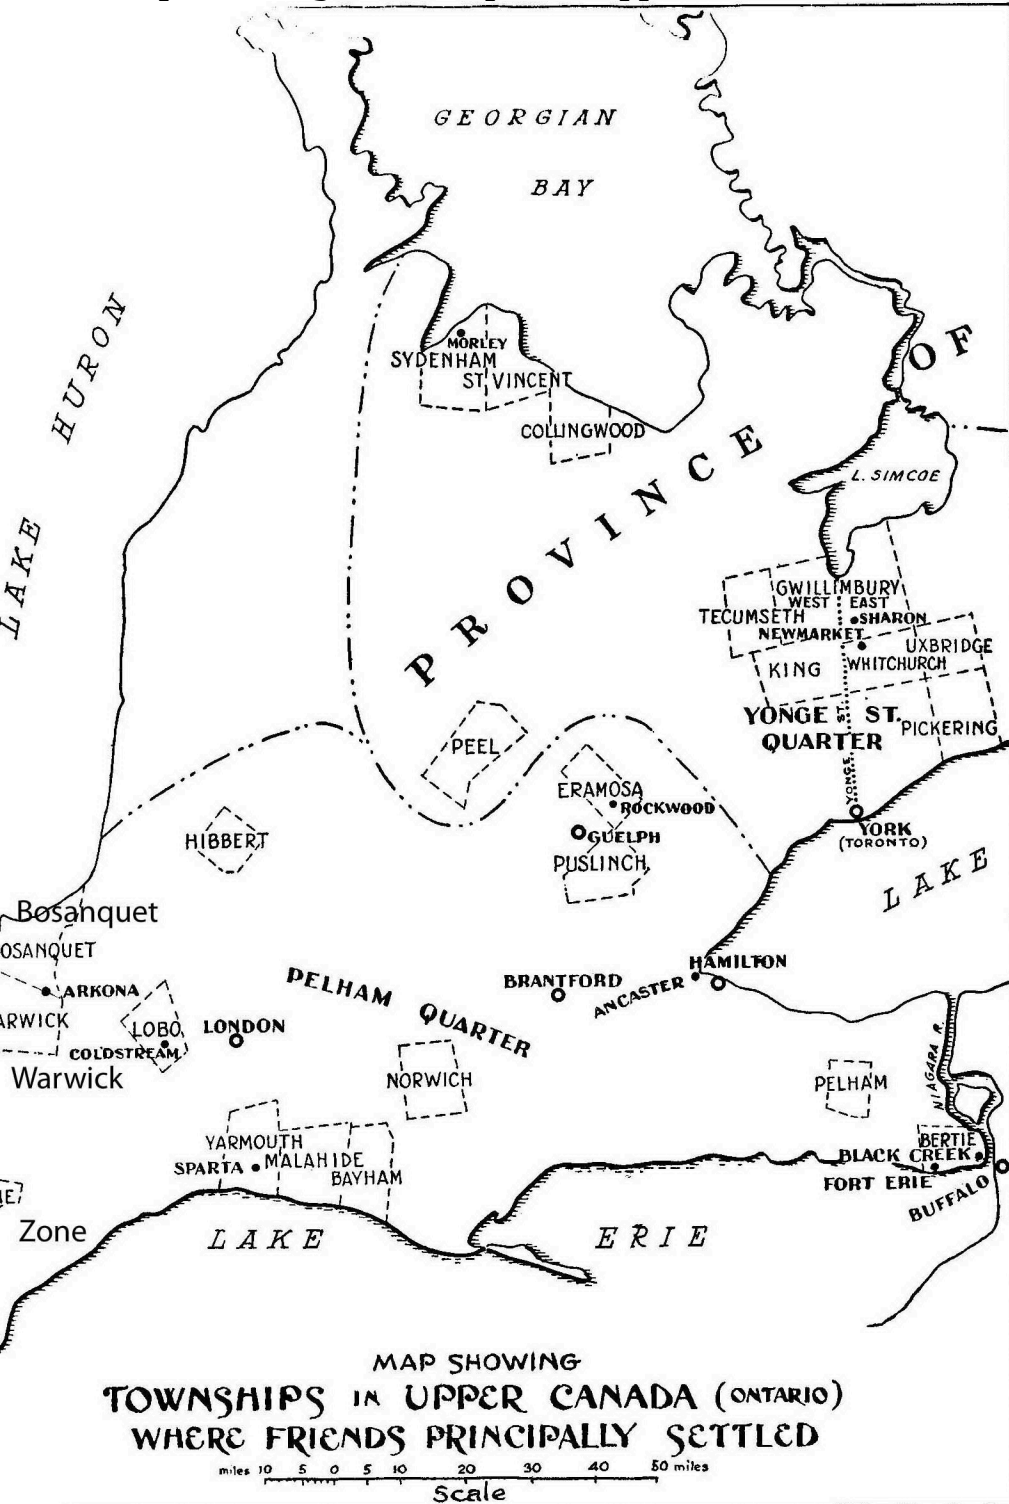 GEORGIAN
BAY
LAKE HURON
PROVINCE OF
MORLEY
SYDENHAM
ST VINCENT
COLLINGWOOD
L. SIMCOE
GWILLIMBURY
WEST EAST
TECUMSETH
SHARON
NEWMARKET
UXBRIDGE
KING
WHITCHURCH
YONGE ST.
QUARTER
PICKERING
YONGE ST.
YORK
(TORONTO)
PEEL
ERAMOSA
ROCKWOOD
GUELPH
PUSLINCH
HIBBERT
LAKE
Bosanquet
OSANQUET
ARKONA
ARWICK
LOBO
COLDSTREAM
LONDON
Warwick
PELHAM QUARTER
BRANTFORD
ANCASTER
HAMILTON
NORWICH
PELHAM
NIAGARA R.
BERTIE
BLACK CREEK
FORT ERIE
BUFFALO
YARMOUTH
SPARTA
MALAHIDE
BAYHAM
NE
Zone
LAKE ERIE
MAP SHOWING
TOWNSHIPS IN UPPER CANADA (ONTARIO)
WHERE FRIENDS PRINCIPALLY SETTLED
miles 10 5 0 5 10 20 30 40 50 miles
Scale